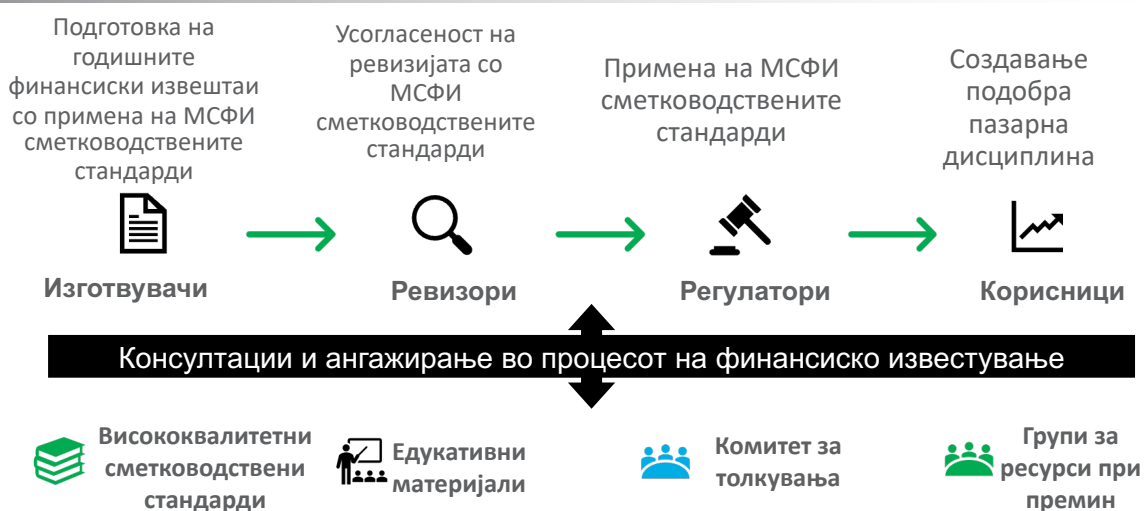 Подготовка на
годишните
финансиски извештаи
со примена на МСФИ
сметководствените
стандарди
Усогласеност на
ревизијата со
МСФИ
сметководствените
стандарди
Примена на МСФИ
сметководствените
стандарди
Создавање
подобра
пазарна
дисциплина
Изготвувачи
Ревизори
Регулатори
Корисници
Консултации и ангажирање во процесот на финансиско известување
Висококвалитетни
сметководствени
стандарди
Едукативни
материјали
Комитет за
толкувања
Групи за
ресурси при
премин